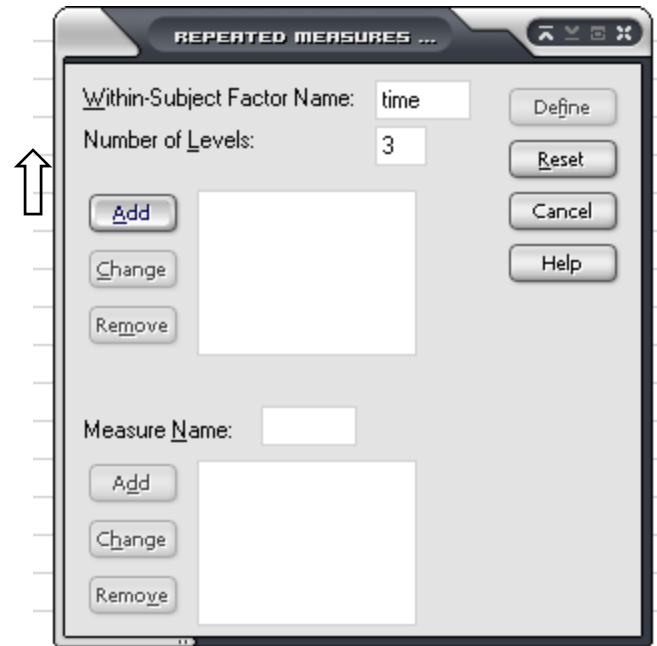 REPEATED MEASURES ...
Within-Subject Factor Name: time
Define
Number of Levels: 3
Reset
Add
Cancel
Change
Help
Remove
Measure Name:
Add
Change
Remove